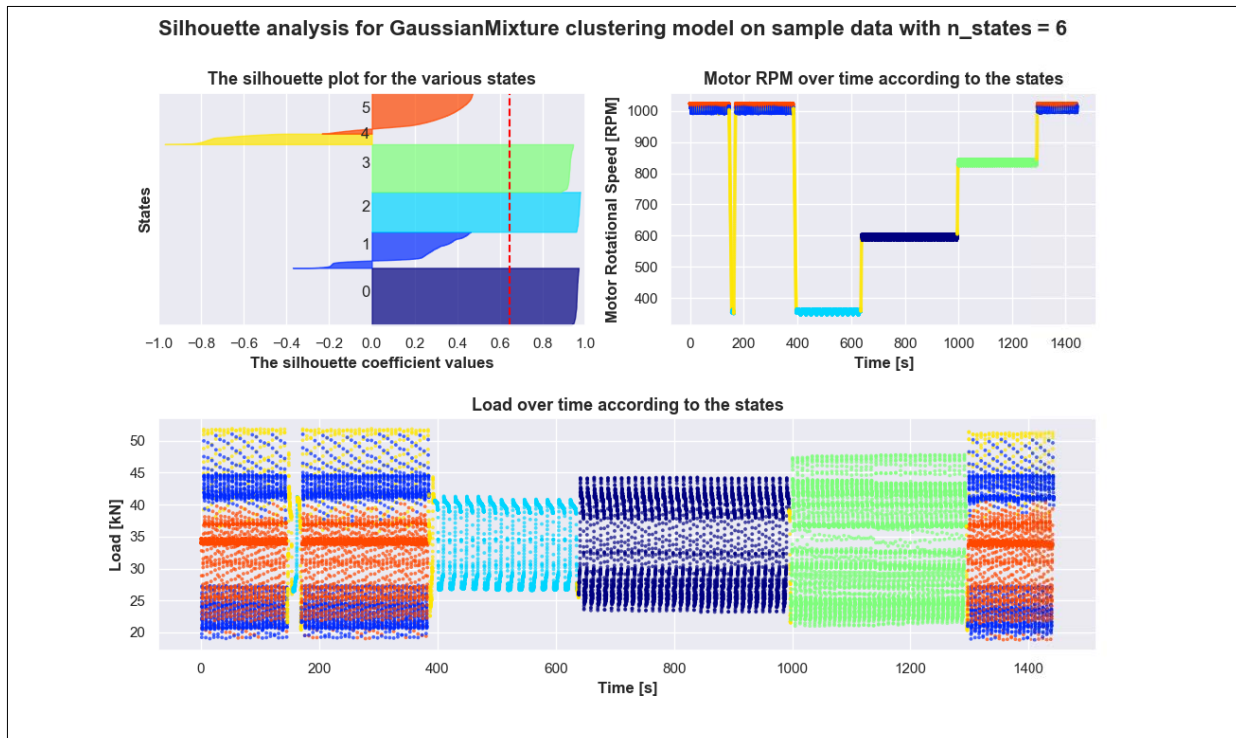 Silhouette analysis for GaussianMixture clustering model on sample data with n_states = 6
The silhouette plot for the various states
States
5
4
3
2
1
0
−1.0 −0.8 −0.6 −0.4 −0.2 0.0 0.2 0.4 0.6 0.8 1.0
The silhouette coefficient values
Motor RPM over time according to the states
Motor Rotational Speed [RPM]
1000
900
800
700
600
500
400
0 200 400 600 800 1000 1200 1400
Time [s]
Load over time according to the states
Load [kN]
50
45
40
35
30
25
20
0 200 400 600 800 1000 1200 1400
Time [s]